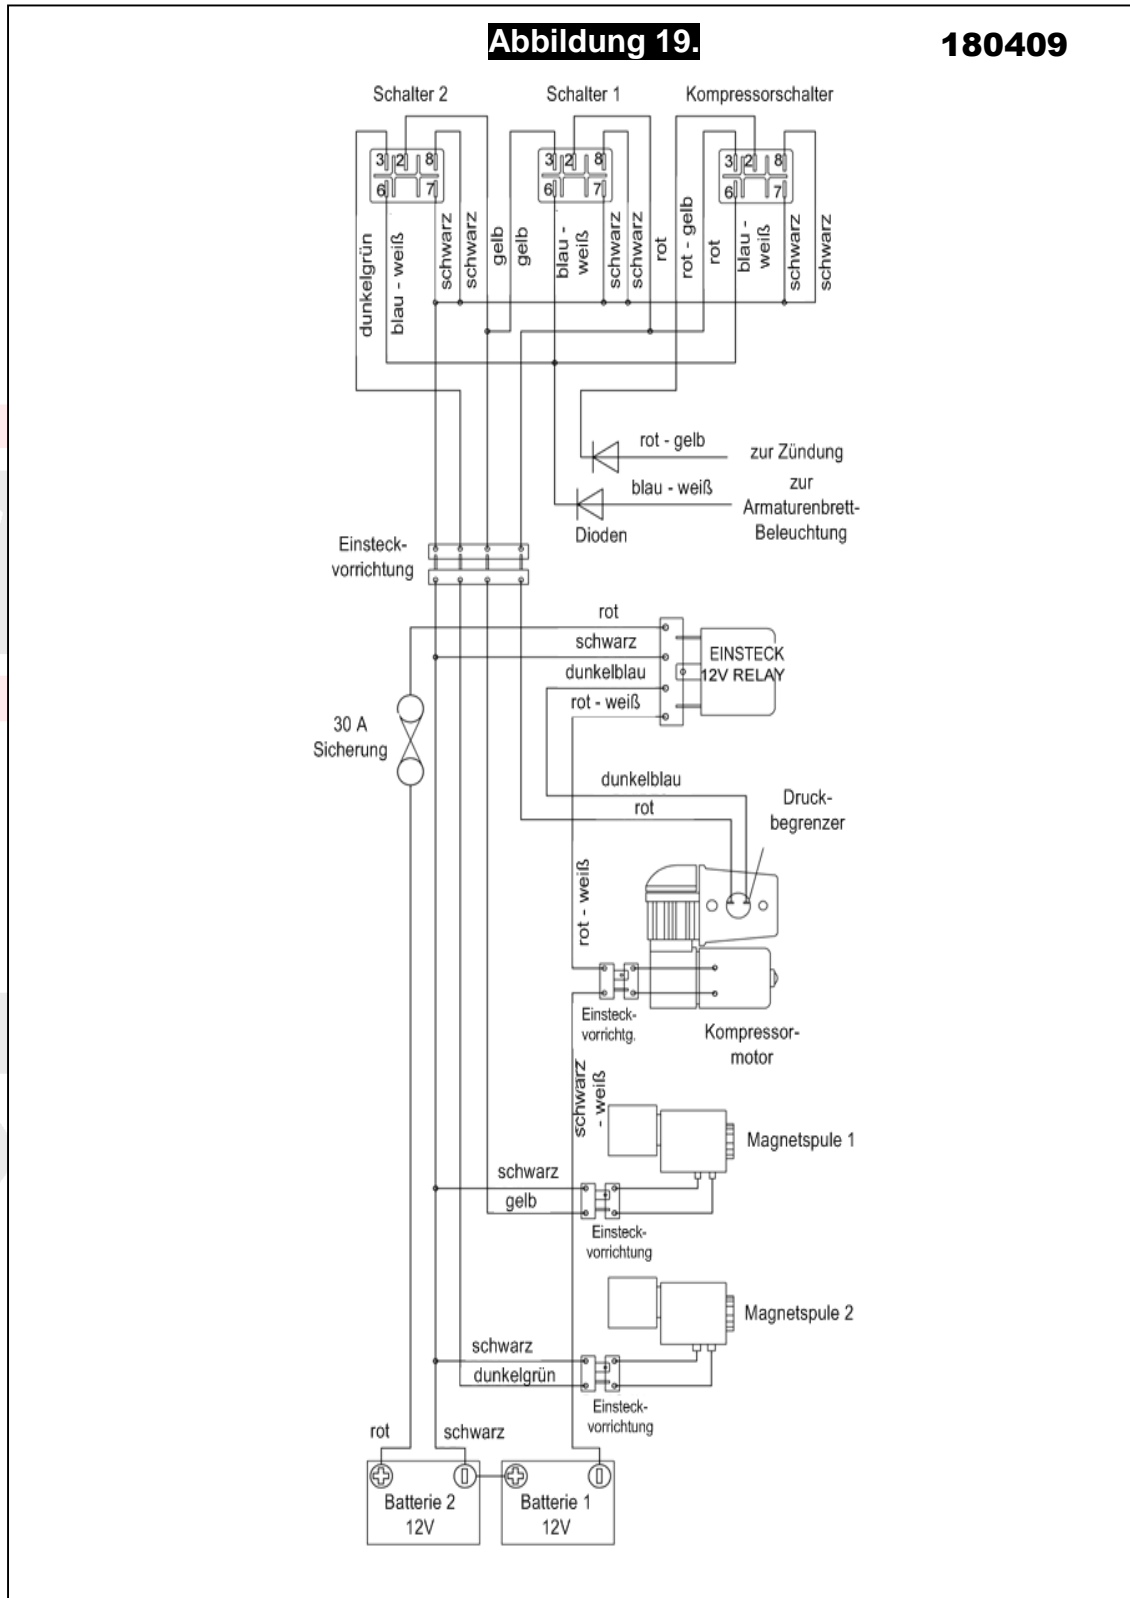 Abbildung 19.
180409
Schalter 2
Schalter 1
Kompressorschalter
3 2 8
6 7
3 2 8
6 7
3 2 8
6 7
dunkelgrün
blau - weiß
schwarz
schwarz
gelb
gelb
blau -
weiß
schwarz
schwarz
rot
rot - gelb
rot
blau -
weiß
schwarz
schwarz
rot - gelb
zur Zündung
blau - weiß
zur
Armaturenbrett-
Beleuchtung
Dioden
Einsteck-
vorrichtung
rot
schwarz
dunkelblau
rot - weiß
EINSTECK
12V RELAY
30 A
Sicherung
dunkelblau
rot
Druck-
begrenzer
rot - weiß
Einsteck-
vorrichtg.
Kompressor-
motor
schwarz
- weiß
Magnetspule 1
schwarz
gelb
Einsteck-
vorrichtung
Magnetspule 2
schwarz
dunkelgrün
Einsteck-
vorrichtung
rot
schwarz
Batterie 2
12V
Batterie 1
12V